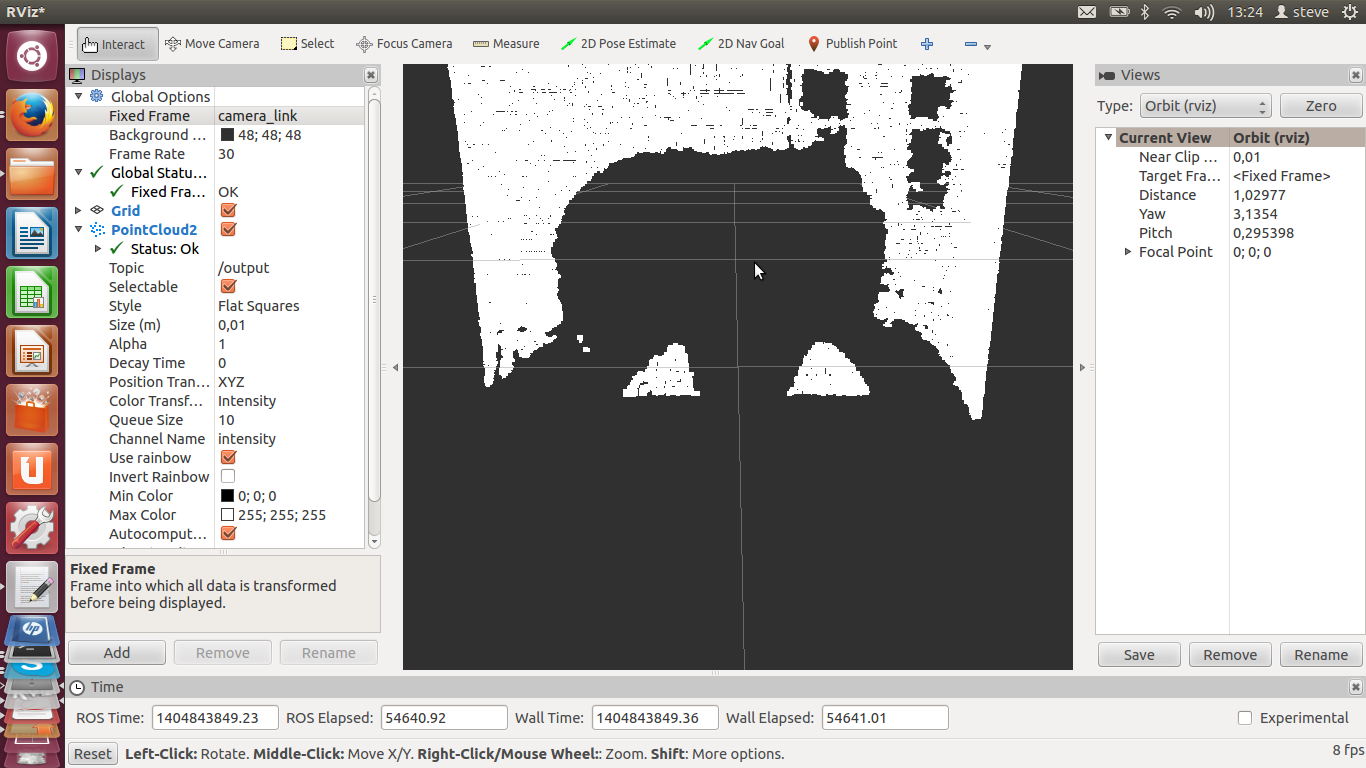 RViz*
13:24 steve
Interact Move Camera Select Focus Camera Measure 2D Pose Estimate 2D Nav Goal Publish Point
Displays
Global Options
Fixed Frame camera_link
Background ... 48; 48; 48
Frame Rate 30
Global Statu...
Fixed Fra... OK
Grid
PointCloud2
Status: Ok
Topic /output
Selectable
Style Flat Squares
Size (m) 0,01
Alpha 1
Decay Time 0
Position Tran... XYZ
Color Transf... Intensity
Queue Size 10
Channel Name intensity
Use rainbow
Invert Rainbow
Min Color 0; 0; 0
Max Color 255; 255; 255
Autocomput...
Fixed Frame
Frame into which all data is transformed
before being displayed.
Add Remove Rename
Views
Type: Orbit (rviz) Zero
Current View Orbit (rviz)
Near Clip ... 0,01
Target Fra... <Fixed Frame>
Distance 1,02977
Yaw 3,1354
Pitch 0,295398
Focal Point 0; 0; 0
Save Remove Rename
Time
ROS Time: 1404843849.23 ROS Elapsed: 54640.92 Wall Time: 1404843849.36 Wall Elapsed: 54641.01 Experimental
Reset Left-Click: Rotate. Middle-Click: Move X/Y. Right-Click/Mouse Wheel:: Zoom. Shift: More options. 8 fps